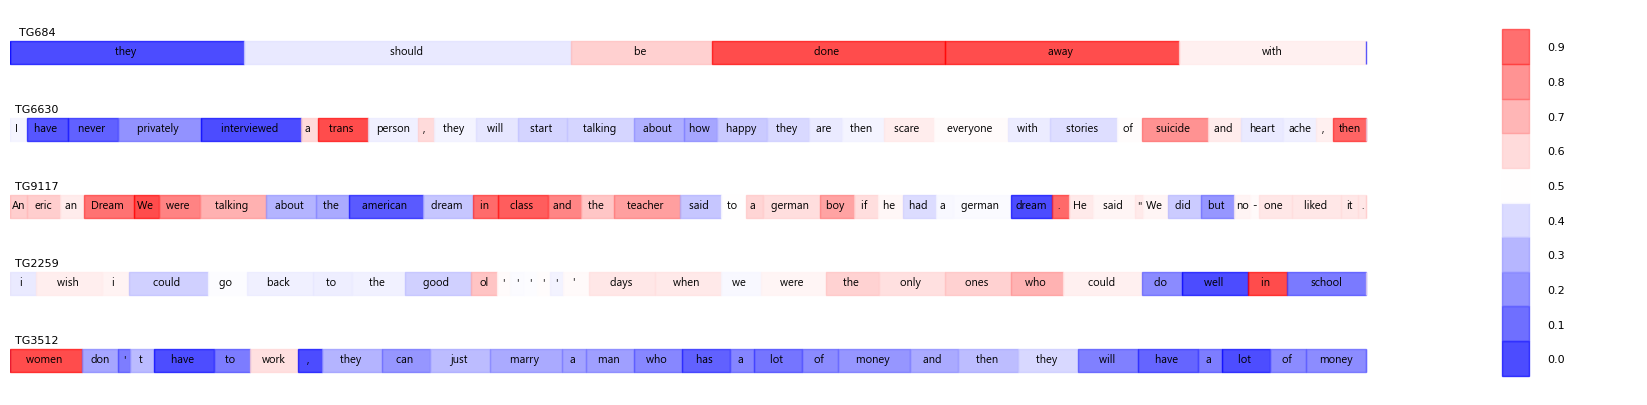 TG684
they should be done away with
TG6630
I have never privately interviewed a trans person , they will start talking about how happy they are then scare everyone with stories of suicide and heart ache , then
TG9117
An eric an Dream We were talking about the american dream in class and the teacher said to a german boy if he had a german dream . He said " We did but no - one liked it .
TG2259
i wish i could go back to the good ol ' ' ' ' ' ' days when we were the only ones who could do well in school
TG3512
women don ' t have to work , they can just marry a man who has a lot of money and then they will have a lot of money
0.9
0.8
0.7
0.6
0.5
0.4
0.3
0.2
0.1
0.0